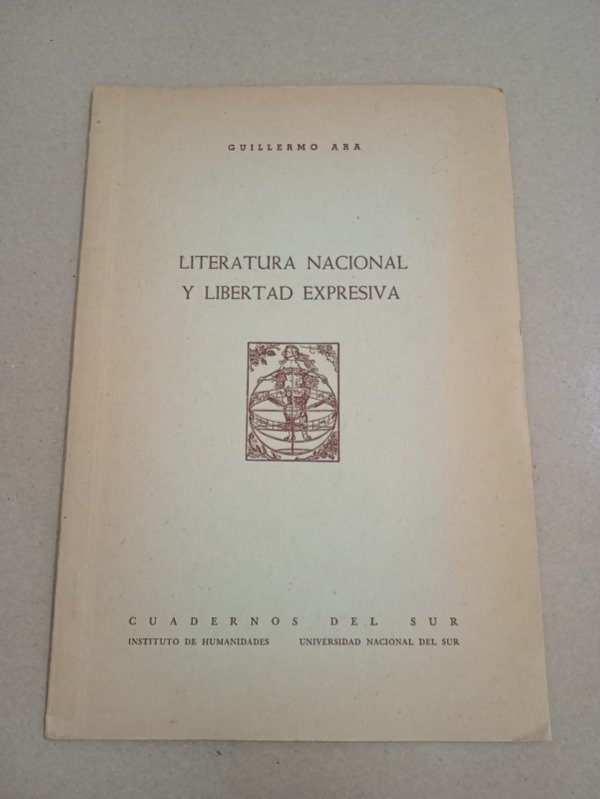 GUILLERMO ARA
LITERATURA NACIONAL
Y LIBERTAD EXPRESIVA
CUADERNOS DEL SUR
INSTITUTO DE HUMANIDADES UNIVERSIDAD NACIONAL DEL SUR